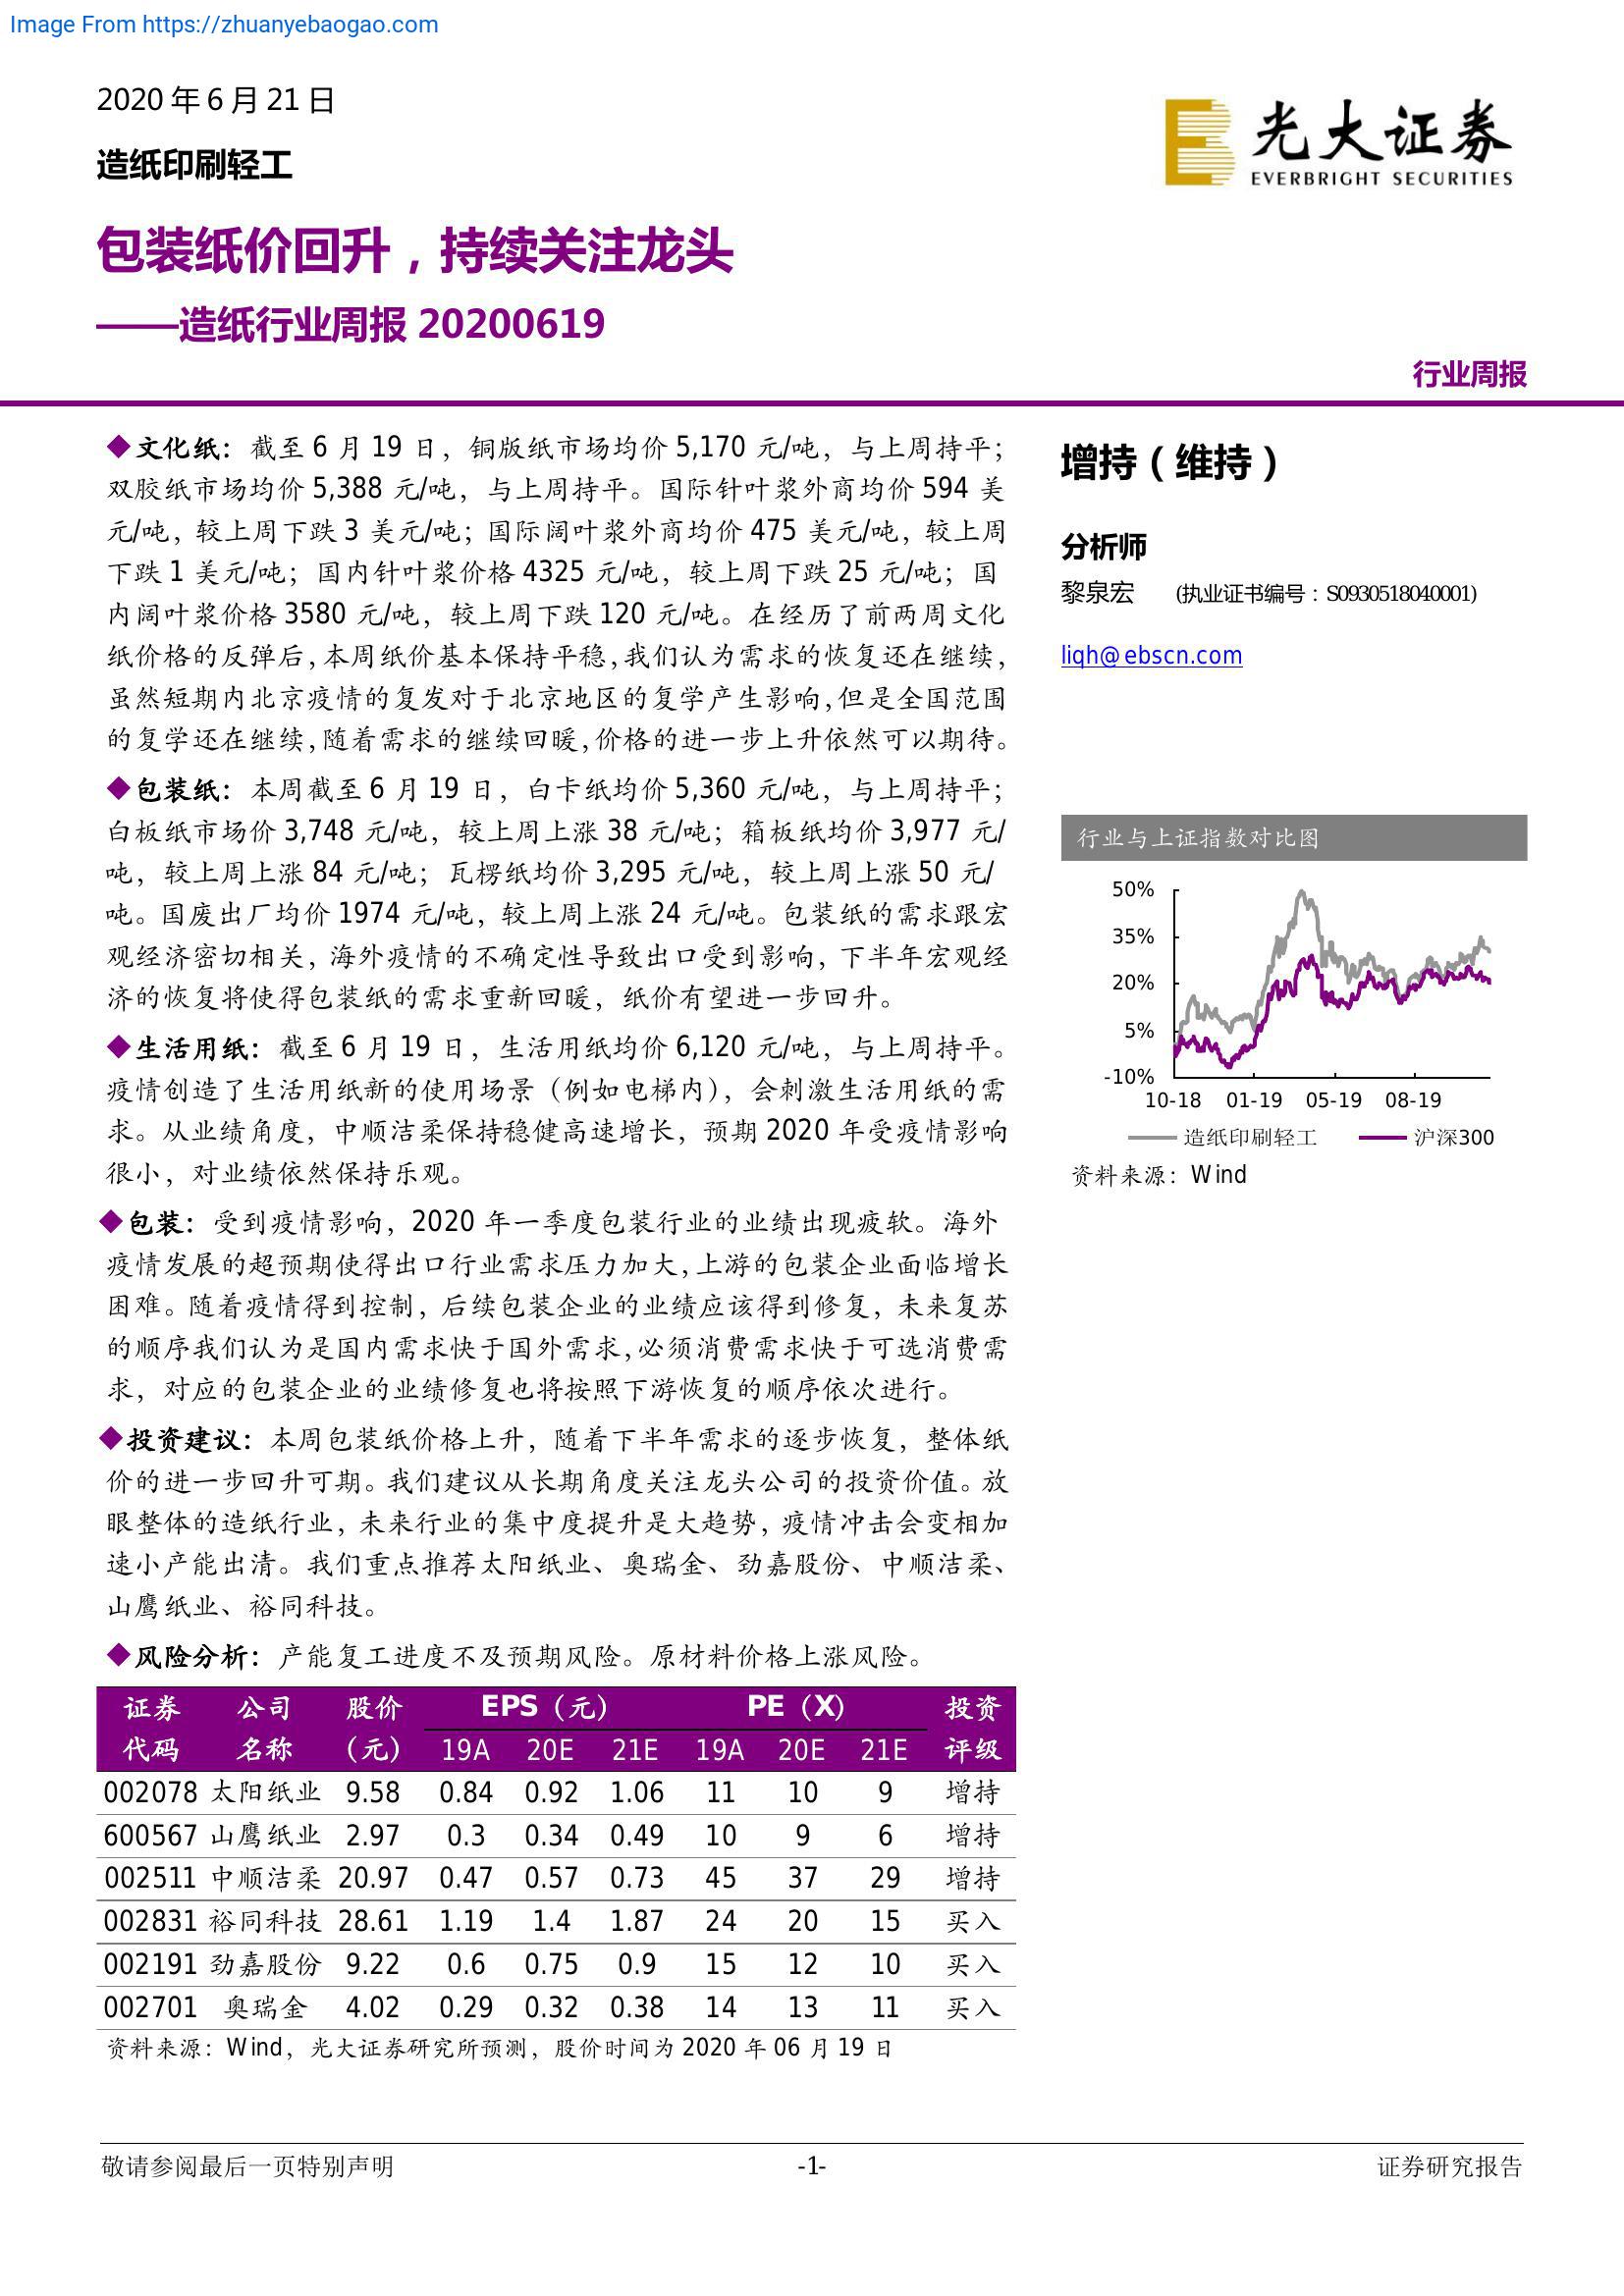 Image From https://zhuanyebaogao.com
2020 年 6 月 21 日
造纸印刷轻工
光大证券
EVERBRIGHT SECURITIES
包装纸价回升，持续关注龙头
——造纸行业周报 20200619
行业周报
◆文化纸：截至 6 月 19 日，铜版纸市场均价 5,170 元/吨，与上周持平；
双胶纸市场均价 5,388 元/吨，与上周持平。国际针叶浆外商均价 594 美
元/吨，较上周下跌 3 美元/吨；国际阔叶浆外商均价 475 美元/吨，较上周
下跌 1 美元/吨；国内针叶浆价格 4325 元/吨，较上周下跌 25 元/吨；国
内阔叶浆价格 3580 元/吨，较上周下跌 120 元/吨。在经历了前两周文化
纸价格的反弹后，本周纸价基本保持平稳，我们认为需求的恢复还在继续，
虽然短期内北京疫情的复发对于北京地区的复学产生影响，但是全国范围
的复学还在继续，随着需求的继续回暖，价格的进一步上升依然可以期待。
◆包装纸：本周截至 6 月 19 日，白卡纸均价 5,360 元/吨，与上周持平；
白板纸市场价 3,748 元/吨，较上周上涨 38 元/吨；箱板纸均价 3,977 元/
吨，较上周上涨 84 元/吨；瓦楞纸均价 3,295 元/吨，较上周上涨 50 元/
吨。国废出厂均价 1974 元/吨，较上周上涨 24 元/吨。包装纸的需求跟宏
观经济密切相关，海外疫情的不确定性导致出口受到影响，下半年宏观经
济的恢复将使得包装纸的需求重新回暖，纸价有望进一步回升。
◆生活用纸：截至 6 月 19 日，生活用纸均价 6,120 元/吨，与上周持平。
疫情创造了生活用纸新的使用场景（例如电梯内），会刺激生活用纸的需
求。从业绩角度，中顺洁柔保持稳健高速增长，预期 2020 年受疫情影响
很小，对业绩依然保持乐观。
◆包装：受到疫情影响，2020 年一季度包装行业的业绩出现疲软。海外
疫情发展的超预期使得出口行业需求压力加大，上游的包装企业面临增长
困难。随着疫情得到控制，后续包装企业的业绩应该得到修复，未来复苏
的顺序我们认为是国内需求快于国外需求，必须消费需求快于可选消费需
求，对应的包装企业的业绩修复也将按照下游恢复的顺序依次进行。
◆投资建议：本周包装纸价格上升，随着下半年需求的逐步恢复，整体纸
价的进一步回升可期。我们建议从长期角度关注龙头公司的投资价值。放
眼整体的造纸行业，未来行业的集中度提升是大趋势，疫情冲击会变相加
速小产能出清。我们重点推荐太阳纸业、奥瑞金、劲嘉股份、中顺洁柔、
山鹰纸业、裕同科技。
◆风险分析：产能复工进度不及预期风险。原材料价格上涨风险。
证券 公司 股价 EPS（元） PE（X） 投资
代码 名称 （元） 19A 20E 21E 19A 20E 21E 评级
002078 太阳纸业 9.58 0.84 0.92 1.06 11 10 9 增持
600567 山鹰纸业 2.97 0.3 0.34 0.49 10 9 6 增持
002511 中顺洁柔 20.97 0.47 0.57 0.73 45 37 29 增持
002831 裕同科技 28.61 1.19 1.4 1.87 24 20 15 买入
002191 劲嘉股份 9.22 0.6 0.75 0.9 15 12 10 买入
002701 奥瑞金 4.02 0.29 0.32 0.38 14 13 11 买入
资料来源：Wind，光大证券研究所预测，股价时间为 2020 年 06 月 19 日
增持（维持）
分析师
黎泉宏 (执业证书编号：S0930518040001)
liqh@ebscn.com
行业与上证指数对比图
50%
35%
20%
5%
-10%
10-18 01-19 05-19 08-19
造纸印刷轻工 沪深300
资料来源：Wind
敬请参阅最后一页特别声明 -1- 证券研究报告